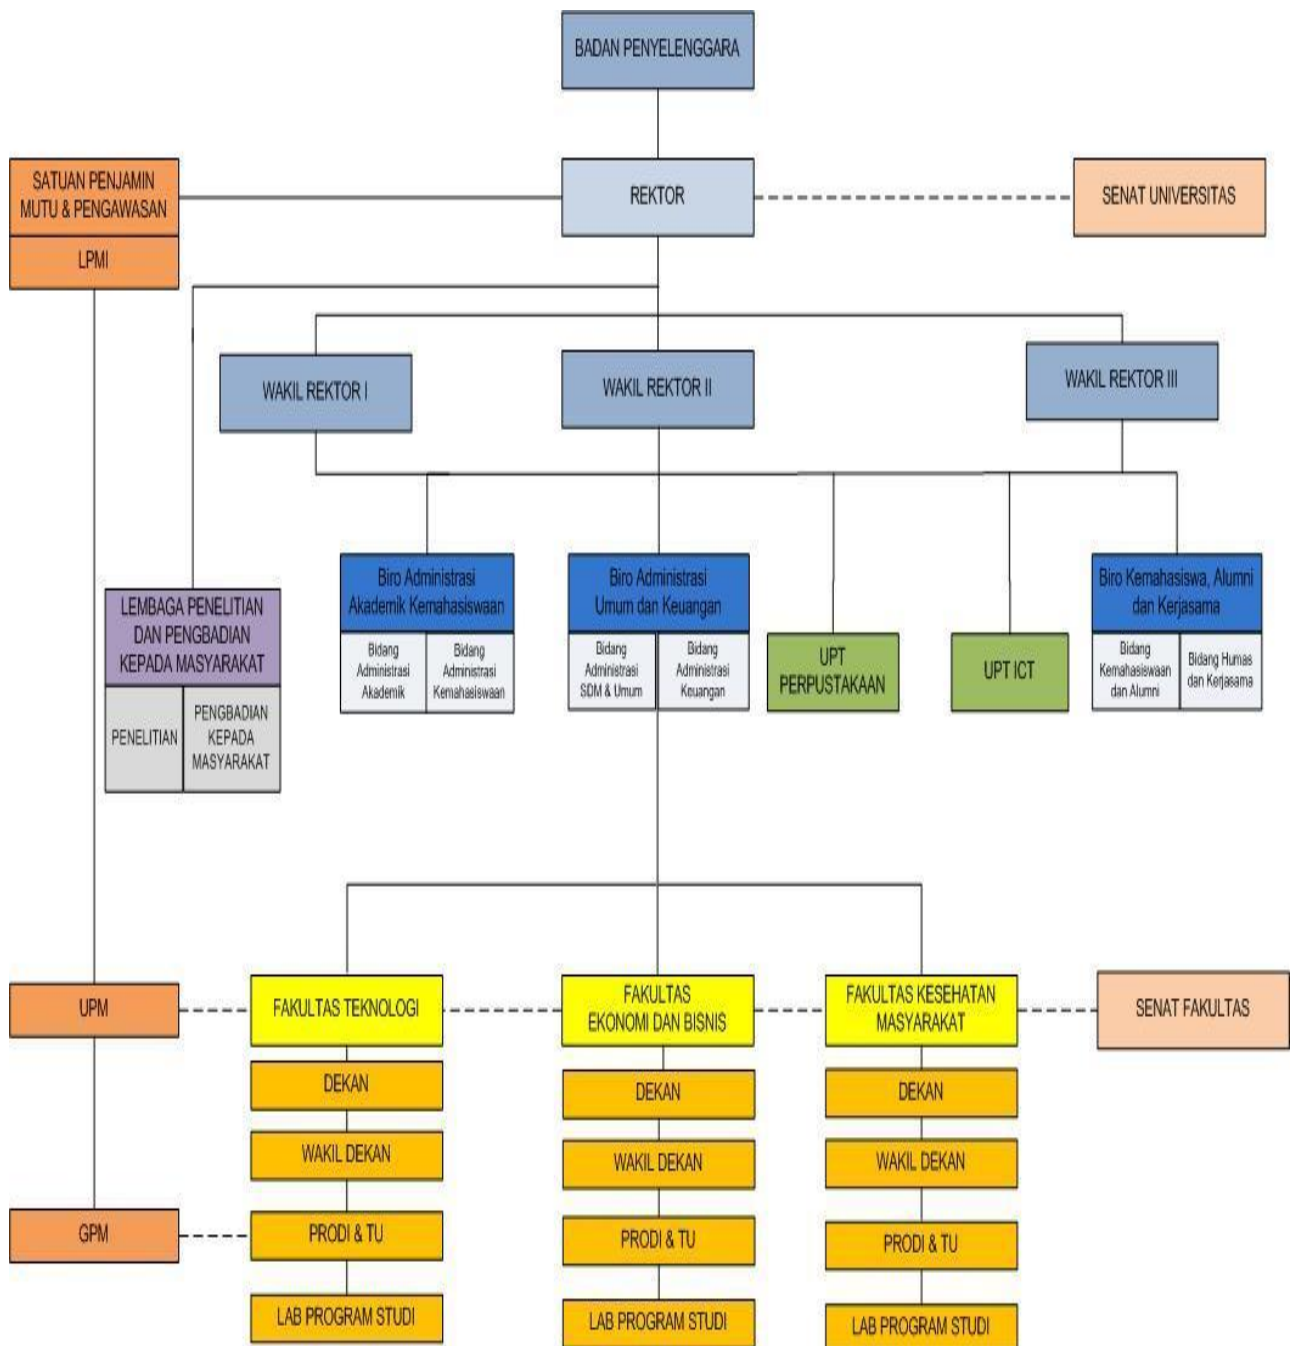 BADAN PENYELENGGARA
SATUAN PENJAMIN
MUTU & PENGAWASAN
LPMI
REKTOR
SENAT UNIVERSITAS
WAKIL REKTOR I
WAKIL REKTOR II
WAKIL REKTOR III
LEMBAGA PENELITIAN
DAN PENGBADIAN
KEPADA MASYARAKAT
PENELITIAN
PENGBADIAN
KEPADA
MASYARAKAT
Biro Administrasi
Akademik Kemahasiswaan
Bidang
Administrasi
Akademik
Bidang
Administrasi
Kemahasiswaan
Biro Administrasi
Umum dan Keuangan
Bidang
Administrasi
SDM & Umum
Bidang
Administrasi
Keuangan
UPT
PERPUSTAKAAN
UPT ICT
Biro Kemahasiswa, Alumni
dan Kerjasama
Bidang
Kemahasiswaan
dan Alumni
Bidang Humas
dan Kerjasama
UPM
FAKULTAS TEKNOLOGI
FAKULTAS
EKONOMI DAN BISNIS
FAKULTAS KESEHATAN
MASYARAKAT
SENAT FAKULTAS
DEKAN
DEKAN
DEKAN
WAKIL DEKAN
WAKIL DEKAN
WAKIL DEKAN
GPM
PRODI & TU
PRODI & TU
PRODI & TU
LAB PROGRAM STUDI
LAB PROGRAM STUDI
LAB PROGRAM STUDI